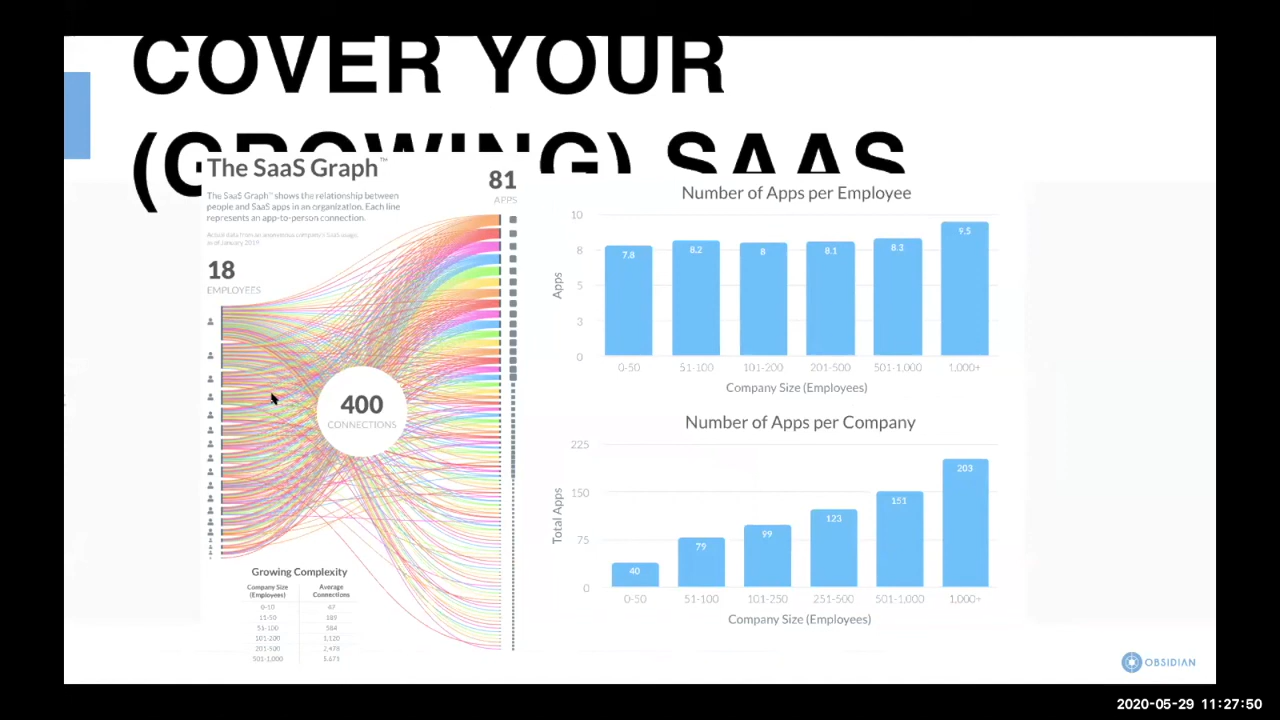 COVER YOUR
(GROWING) SAAS
The SaaS Graph™
The SaaS Graph™ shows the relationship between
people and SaaS apps in an organization. Each line
represents an app-to-person connection.
Actual data from an anonymous company's SaaS usage,
as of January 2019
81
APPS
18
EMPLOYEES
400
CONNECTIONS
Growing Complexity
Company Size
(Employees)
Average
Connections
0-10 47
11-50 189
51-100 584
101-200 1,120
201-500 2,478
501-1,000 5,671
Number of Apps per Employee
Apps
10
8
5
3
0
7.8 8.2 8 8.1 8.3 9.5
0-50 51-100 101-200 201-500 501-1,000 1,000+
Company Size (Employees)
Number of Apps per Company
Total Apps
225
150
75
0
40 79 99 123 151 203
0-50 51-100 101-250 251-500 501-1,000 1,000+
Company Size (Employees)
OBSIDIAN
2020-05-29 11:27:50